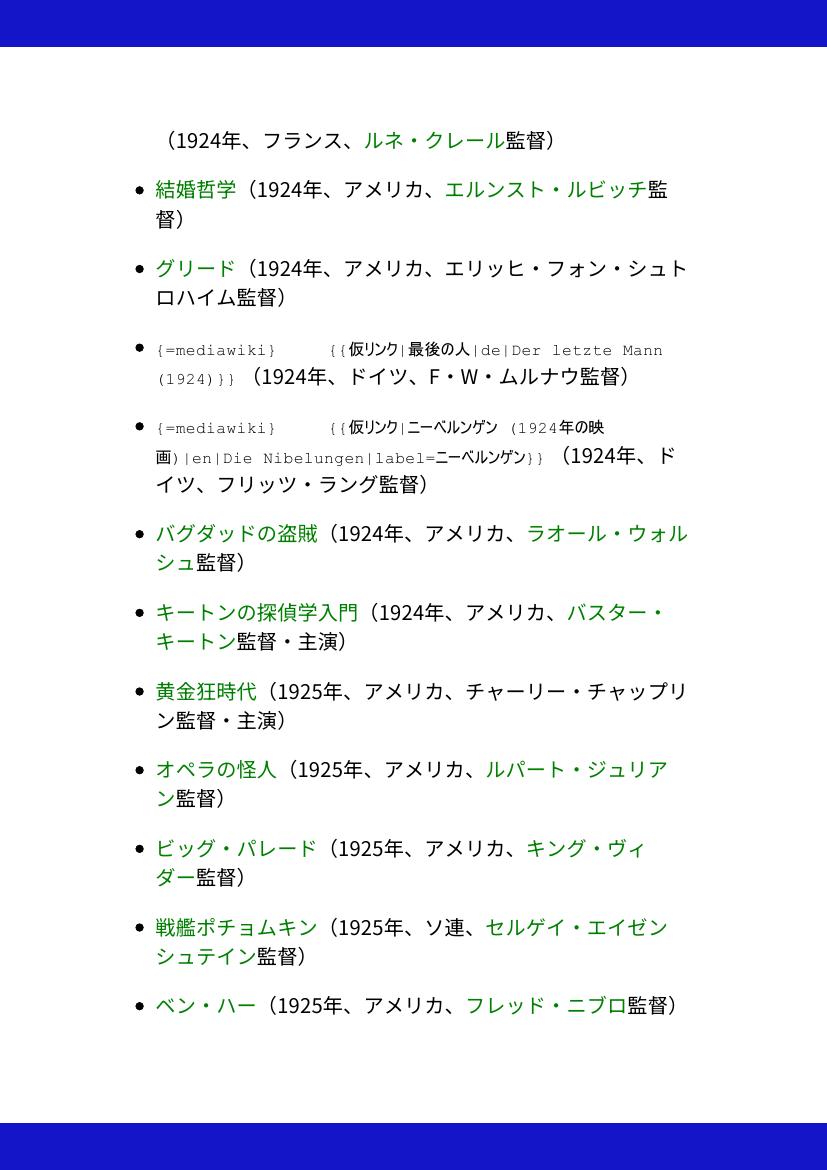 （1924年、フランス、ルネ・クレール監督）
• 結婚哲学（1924年、アメリカ、エルンスト・ルビッチ監
督）
• グリード（1924年、アメリカ、エリッヒ・フォン・シュト
ロハイム監督）
• {=mediawiki} {{仮リンク|最後の人|de|Der letzte Mann
(1924)}}（1924年、ドイツ、F・W・ムルナウ監督）
• {=mediawiki} {{仮リンク|ニーベルンゲン (1924年の映
画)|en|Die Nibelungen|label=ニーベルンゲン}}（1924年、ド
イツ、フリッツ・ラング監督）
• バグダッドの盗賊（1924年、アメリカ、ラオール・ウォル
シュ監督）
• キートンの探偵学入門（1924年、アメリカ、バスター・
キートン監督・主演）
• 黄金狂時代（1925年、アメリカ、チャーリー・チャップリ
ン監督・主演）
• オペラの怪人（1925年、アメリカ、ルパート・ジュリア
ン監督）
• ビッグ・パレード（1925年、アメリカ、キング・ヴィ
ダー監督）
• 戦艦ポチョムキン（1925年、ソ連、セルゲイ・エイゼン
シュテイン監督）
• ベン・ハー（1925年、アメリカ、フレッド・ニブロ監督）